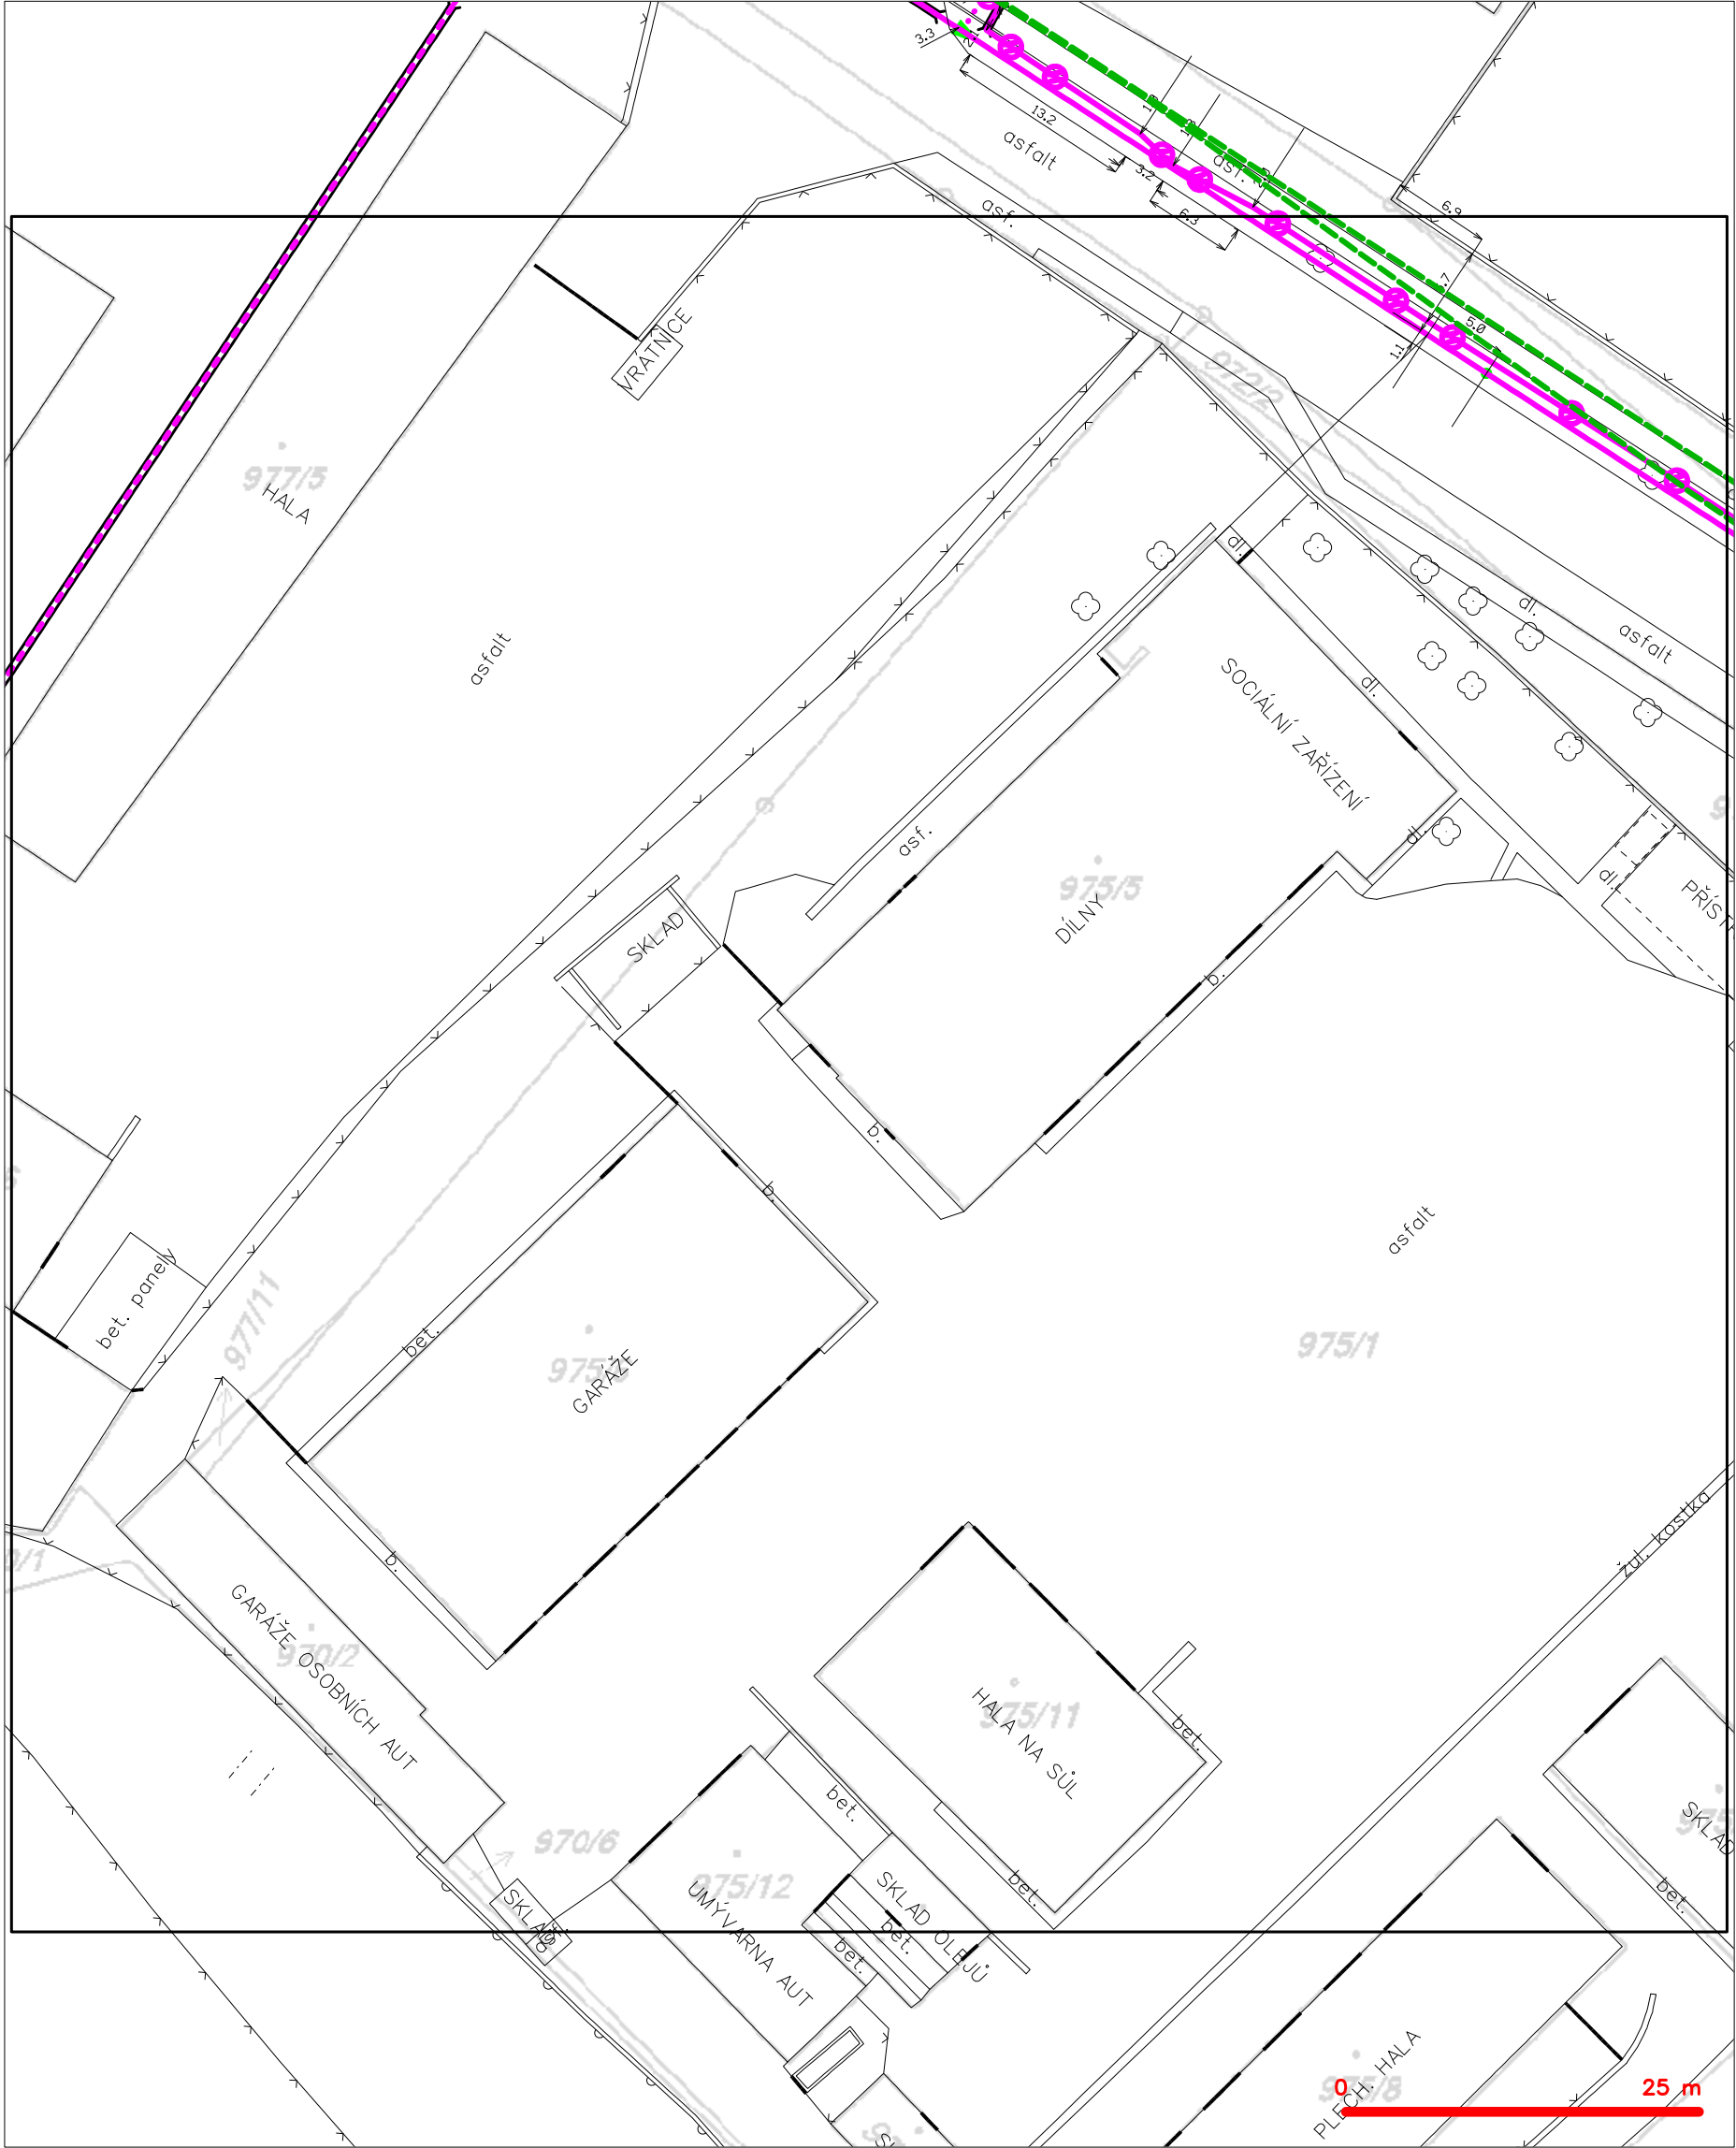 3.3
13.2
asfalt
3.2
6.3
asf.
asf.
6.9
5.0
1.1
972/2
VRÁTNICE
977/5
HALA
asfalt
dl.
dl.
asfalt
dl.
SOCIÁLNÍ ZAŘÍZENÍ
asf.
dl.
975/5
DÍLNY
dl.
SKLAD
b.
b.
b.
asfalt
bet. panely
977/11
bet.
975/1
GARÁŽE
žul. kostka
b.
GARÁŽE OSOBNÍCH AUT
970/2
975/11
HALA NA SŮL
bet.
bet.
970/6
975/12
UMÝVARNA AUT
SKLAD OLEJŮ
bet.
bet.
bet.
SKLAD
SKLAD
bet.
PLECH. HALA
975/8
0
25 m